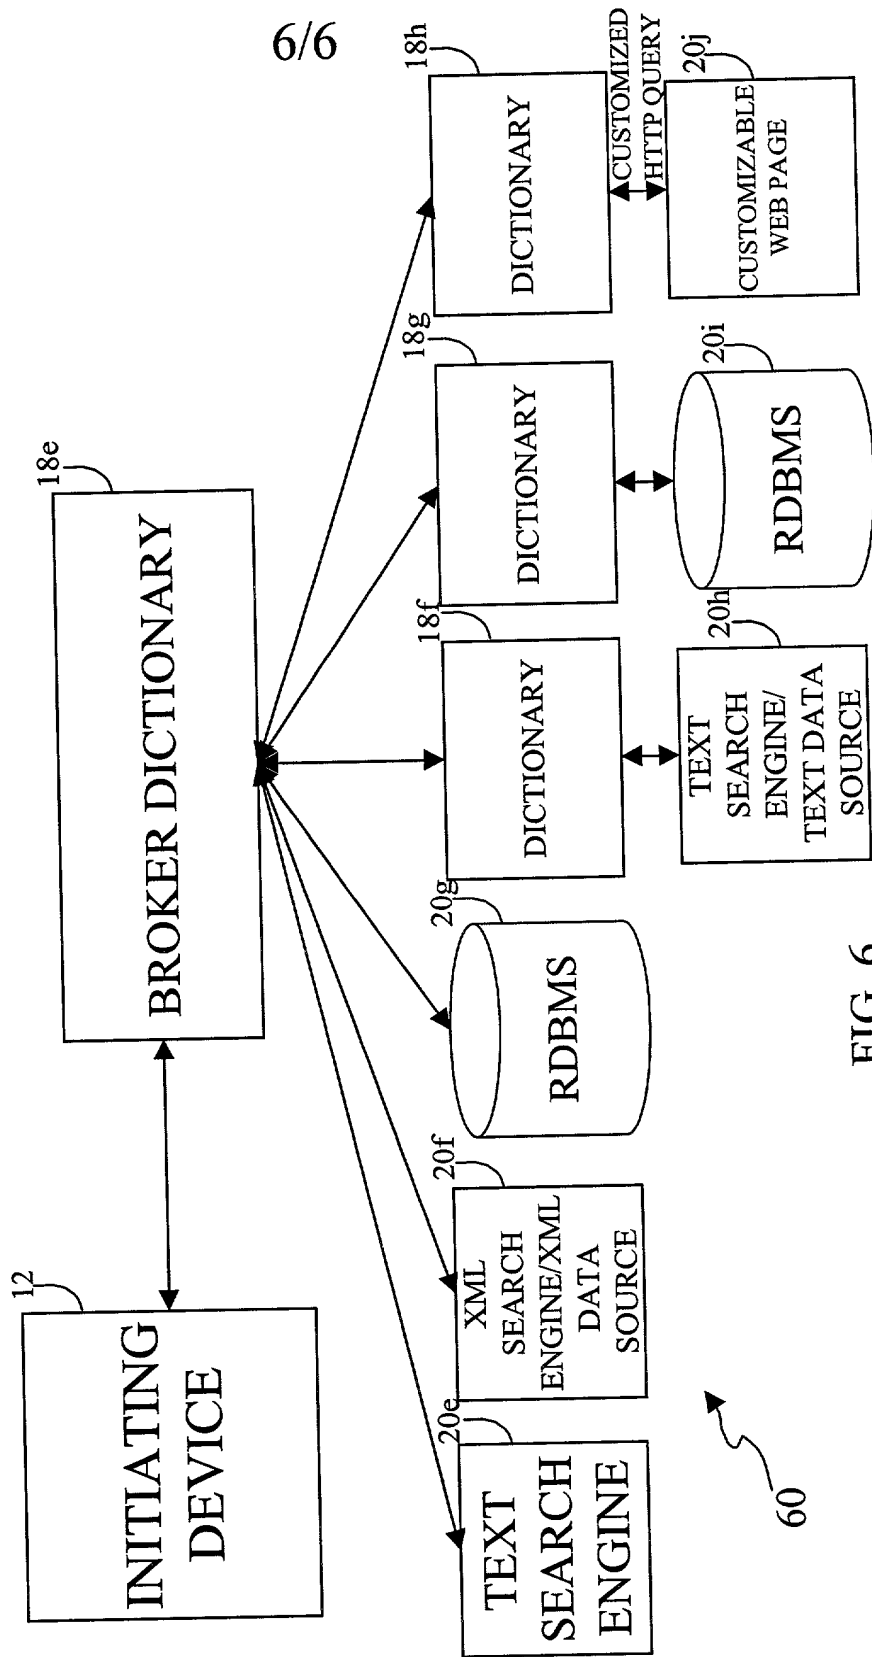 6/6
12
INITIATING
DEVICE
18e
BROKER DICTIONARY
20e
TEXT
SEARCH
ENGINE
20f
XML
SEARCH
ENGINE/XML
DATA
SOURCE
20g
RDBMS
18f
DICTIONARY
18g
DICTIONARY
18h
DICTIONARY
CUSTOMIZED
HTTP QUERY
20h
TEXT
SEARCH
ENGINE/
TEXT DATA
SOURCE
20i
RDBMS
20j
CUSTOMIZABLE
WEB PAGE
60
FIG. 6